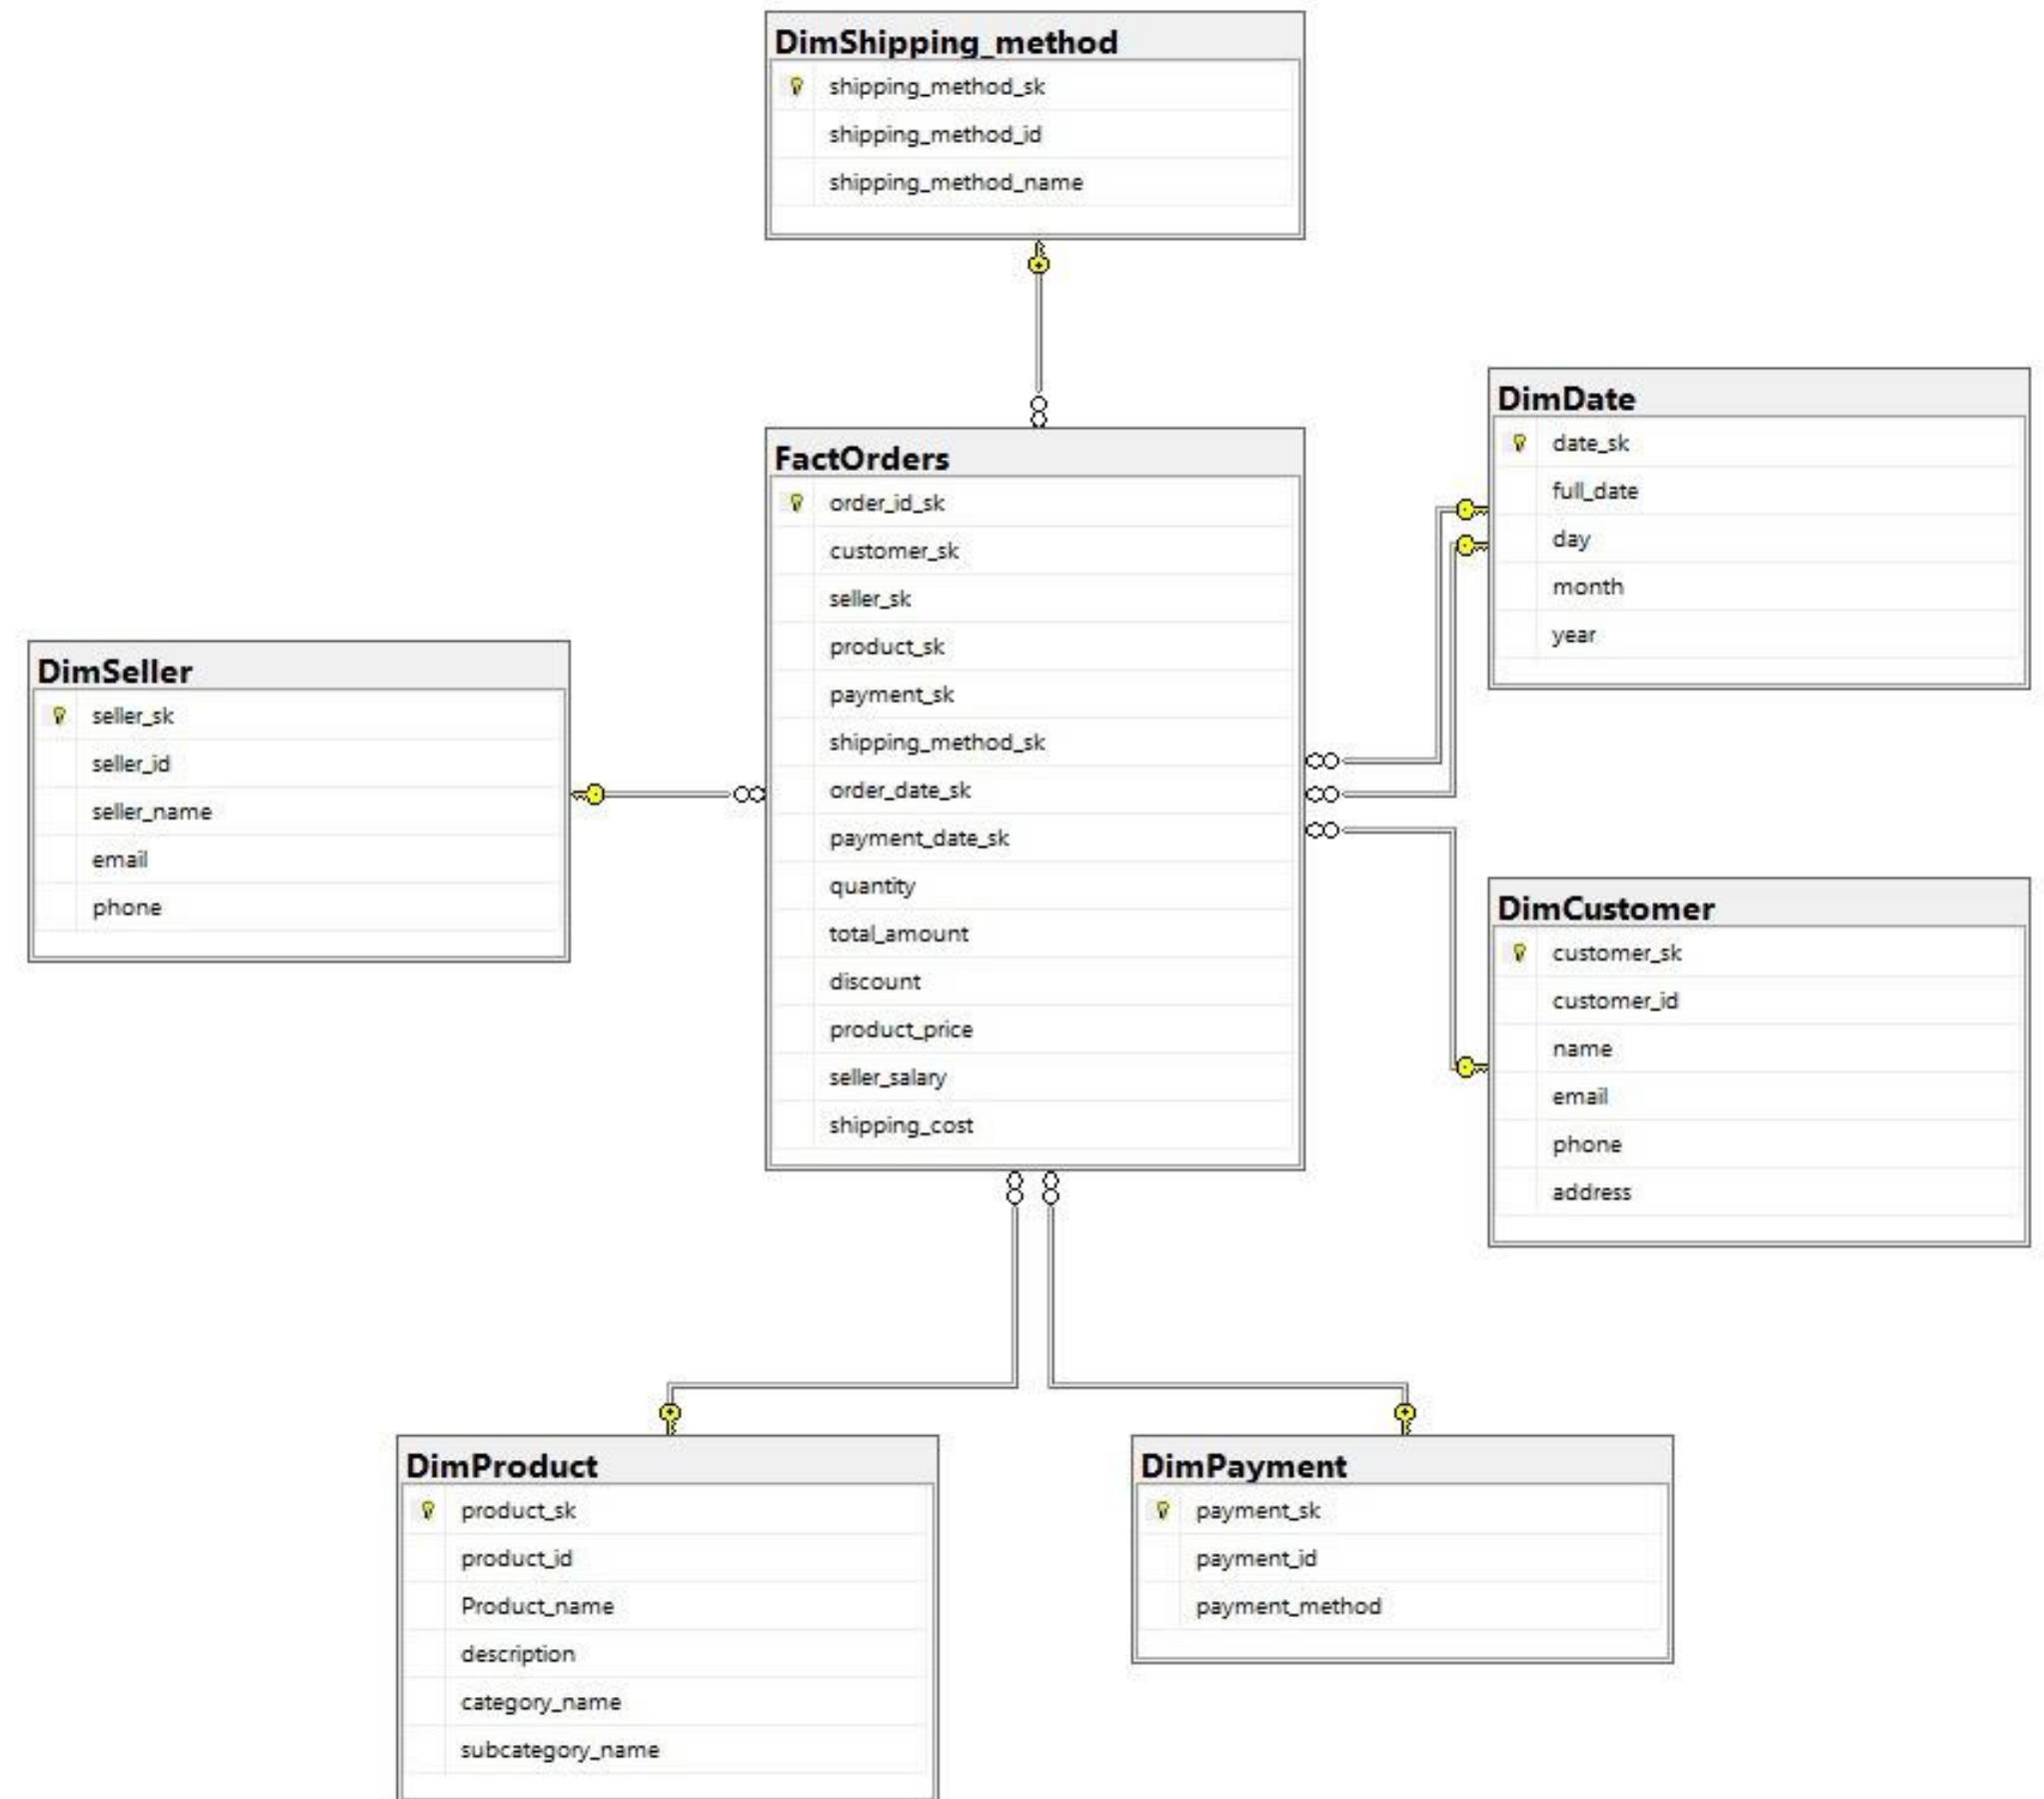 DimShipping_method
shipping_method_sk
shipping_method_id
shipping_method_name
FactOrders
order_id_sk
customer_sk
seller_sk
product_sk
payment_sk
shipping_method_sk
order_date_sk
payment_date_sk
quantity
total_amount
discount
product_price
seller_salary
shipping_cost
DimDate
date_sk
full_date
day
month
year
DimSeller
seller_sk
seller_id
seller_name
email
phone
DimCustomer
customer_sk
customer_id
name
email
phone
address
DimProduct
product_sk
product_id
Product_name
description
category_name
subcategory_name
DimPayment
payment_sk
payment_id
payment_method